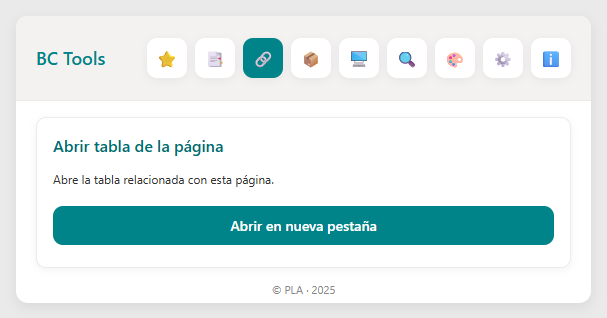 BC Tools
Abrir tabla de la página
Abre la tabla relacionada con esta página.
Abrir en nueva pestaña
© PLA · 2025